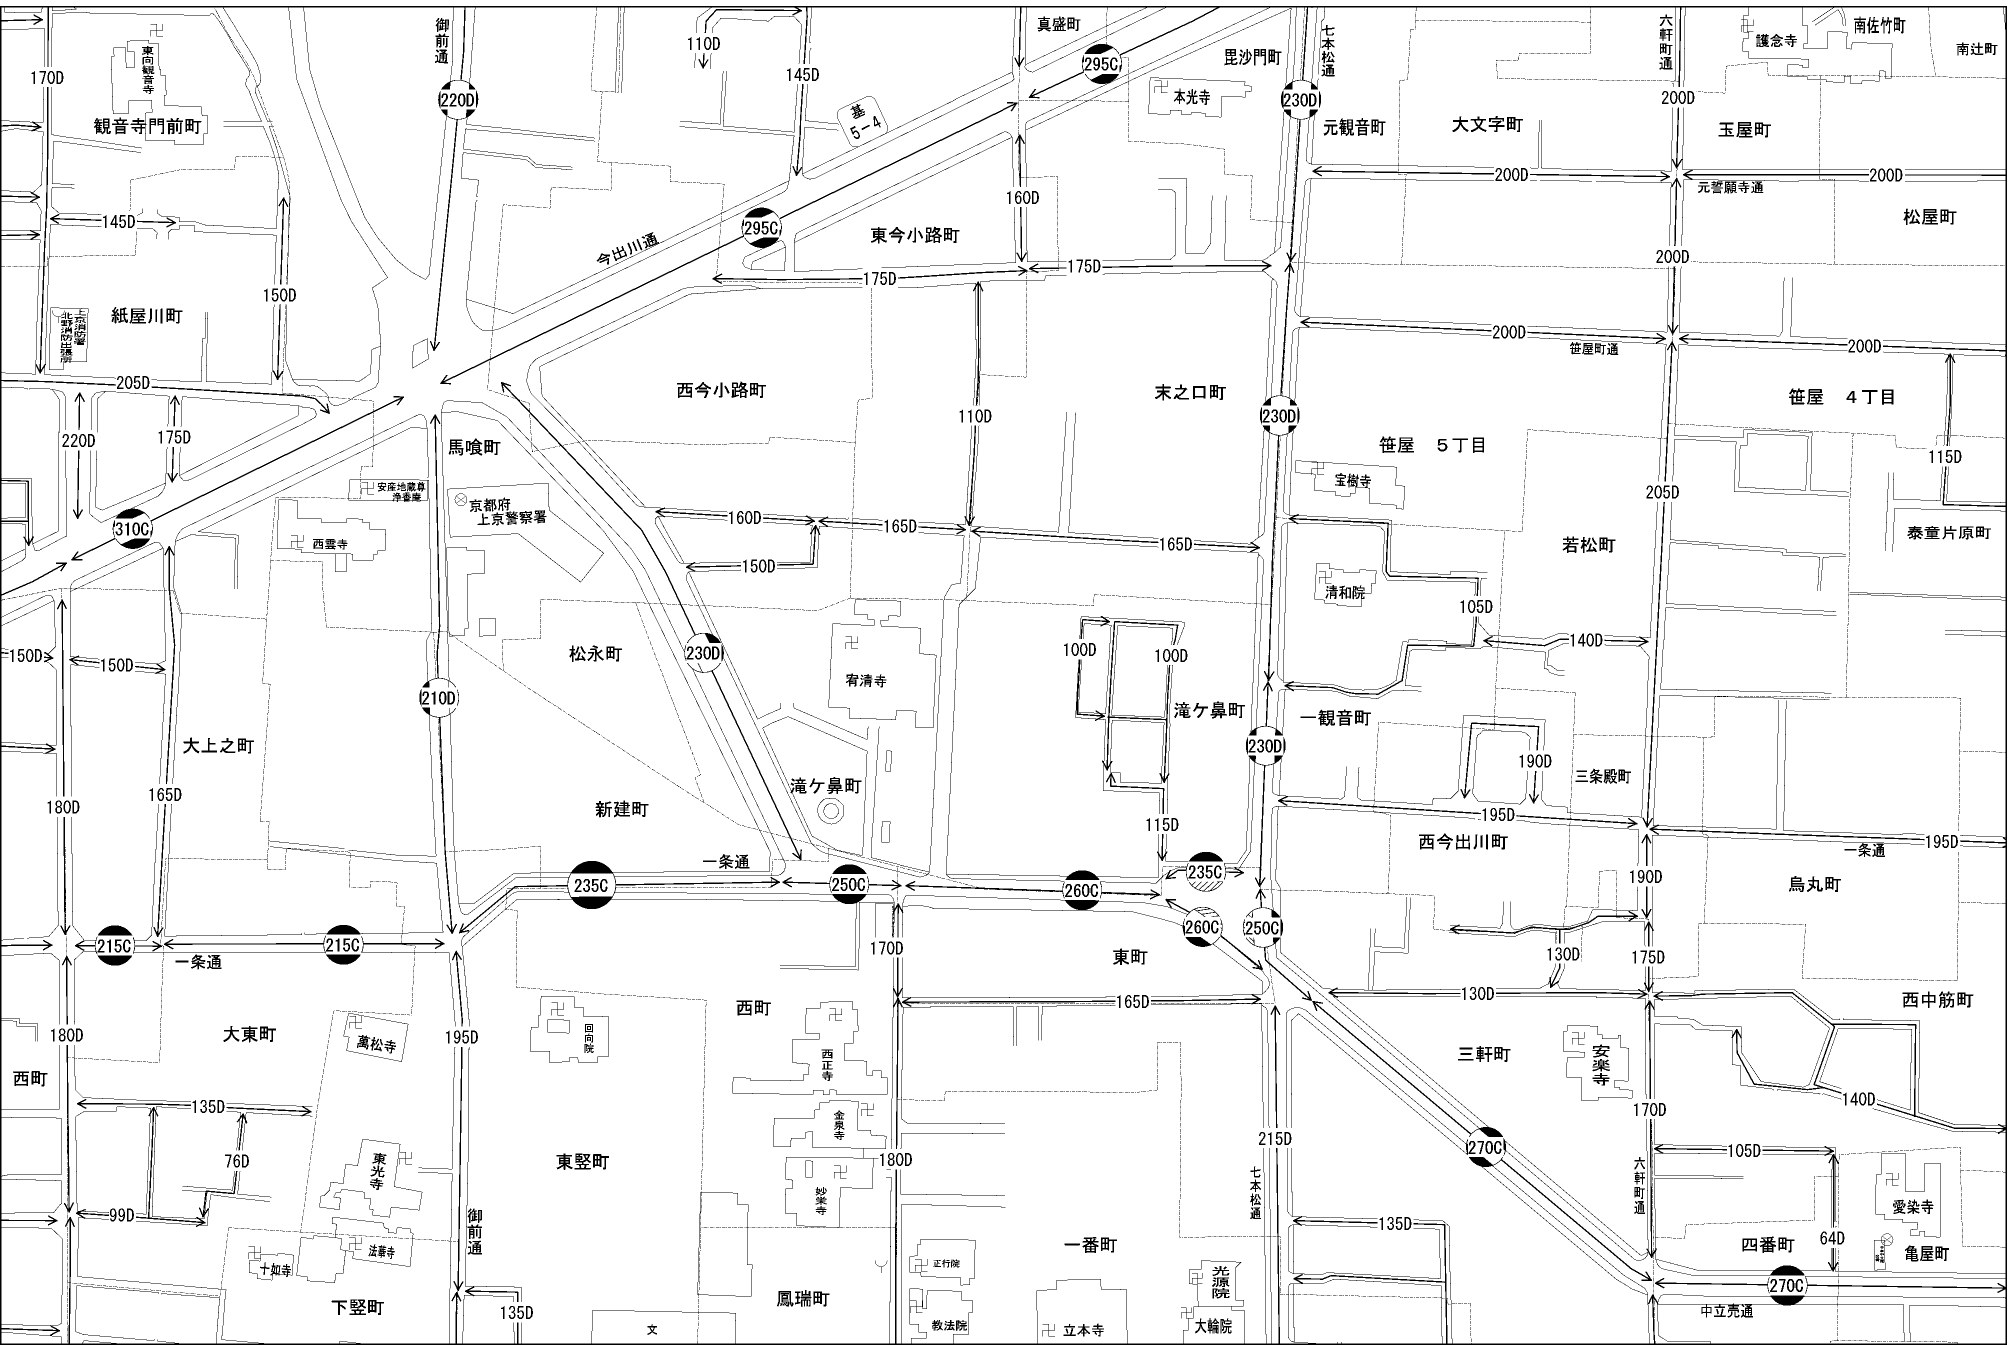 御前通
220D
110D
145D
真盛町
295C
毘沙門町
七本松通
230D
六軒町通
200D
護念寺
南佐竹町
南辻町
170D
東向観音寺
観音寺門前町
基
5-4
本光寺
元観音町
大文字町
玉屋町
145D
160D
200D
200D
元誓願寺通
松屋町
295C
今出川通
東今小路町
175D
175D
200D
150D
紙屋川町
上京消防署
北野消防出張所
200D
笹屋町通
200D
205D
西今小路町
末之口町
笹屋 4丁目
110D
230D
220D
175D
馬喰町
笹屋 5丁目
115D
安産地蔵尊
浄香庵
京都府
上京警察署
宝樹寺
205D
310C
西雲寺
160D
165D
165D
若松町
泰童片原町
150D
清和院
105D
150D
150D
松永町
230D
宥清寺
100D
100D
140D
210D
滝ケ鼻町
一観音町
大上之町
230D
190D
三条殿町
180D
165D
新建町
滝ケ鼻町
115D
195D
西今出川町
195D
一条通
一条通
235C
250C
260C
235C
190D
烏丸町
260C
250C
215C
215C
一条通
170D
東町
130D
175D
165D
130D
西中筋町
西町
180D
大東町
萬松寺
195D
回向院
西正寺
三軒町
安楽寺
西町
135D
170D
140D
金泉寺
215D
270C
105D
76D
東光寺
東竪町
180D
妙栄寺
七本松通
六軒町通
愛染寺
99D
御前通
135D
64D
法華寺
一番町
四番町
亀屋町
十如寺
正行院
光源院
270C
下竪町
135D
鳳瑞町
中立売通
文
教法院
立本寺
大輪院